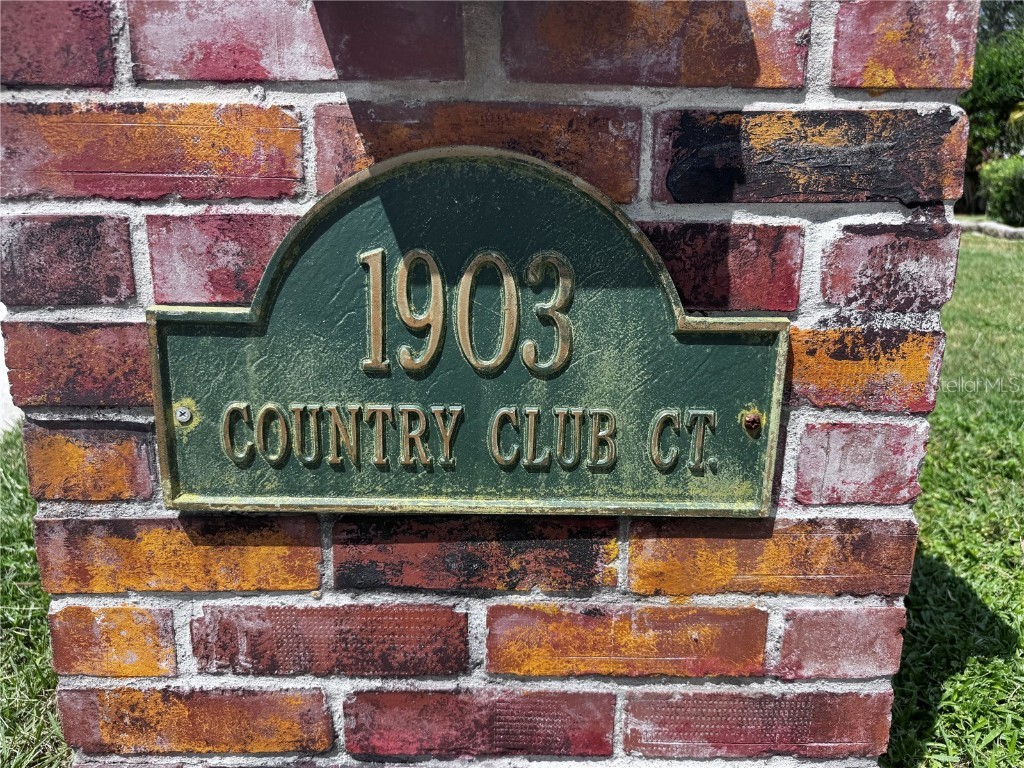 1903
COUNTRY CLUB CT.
Stellar MLS